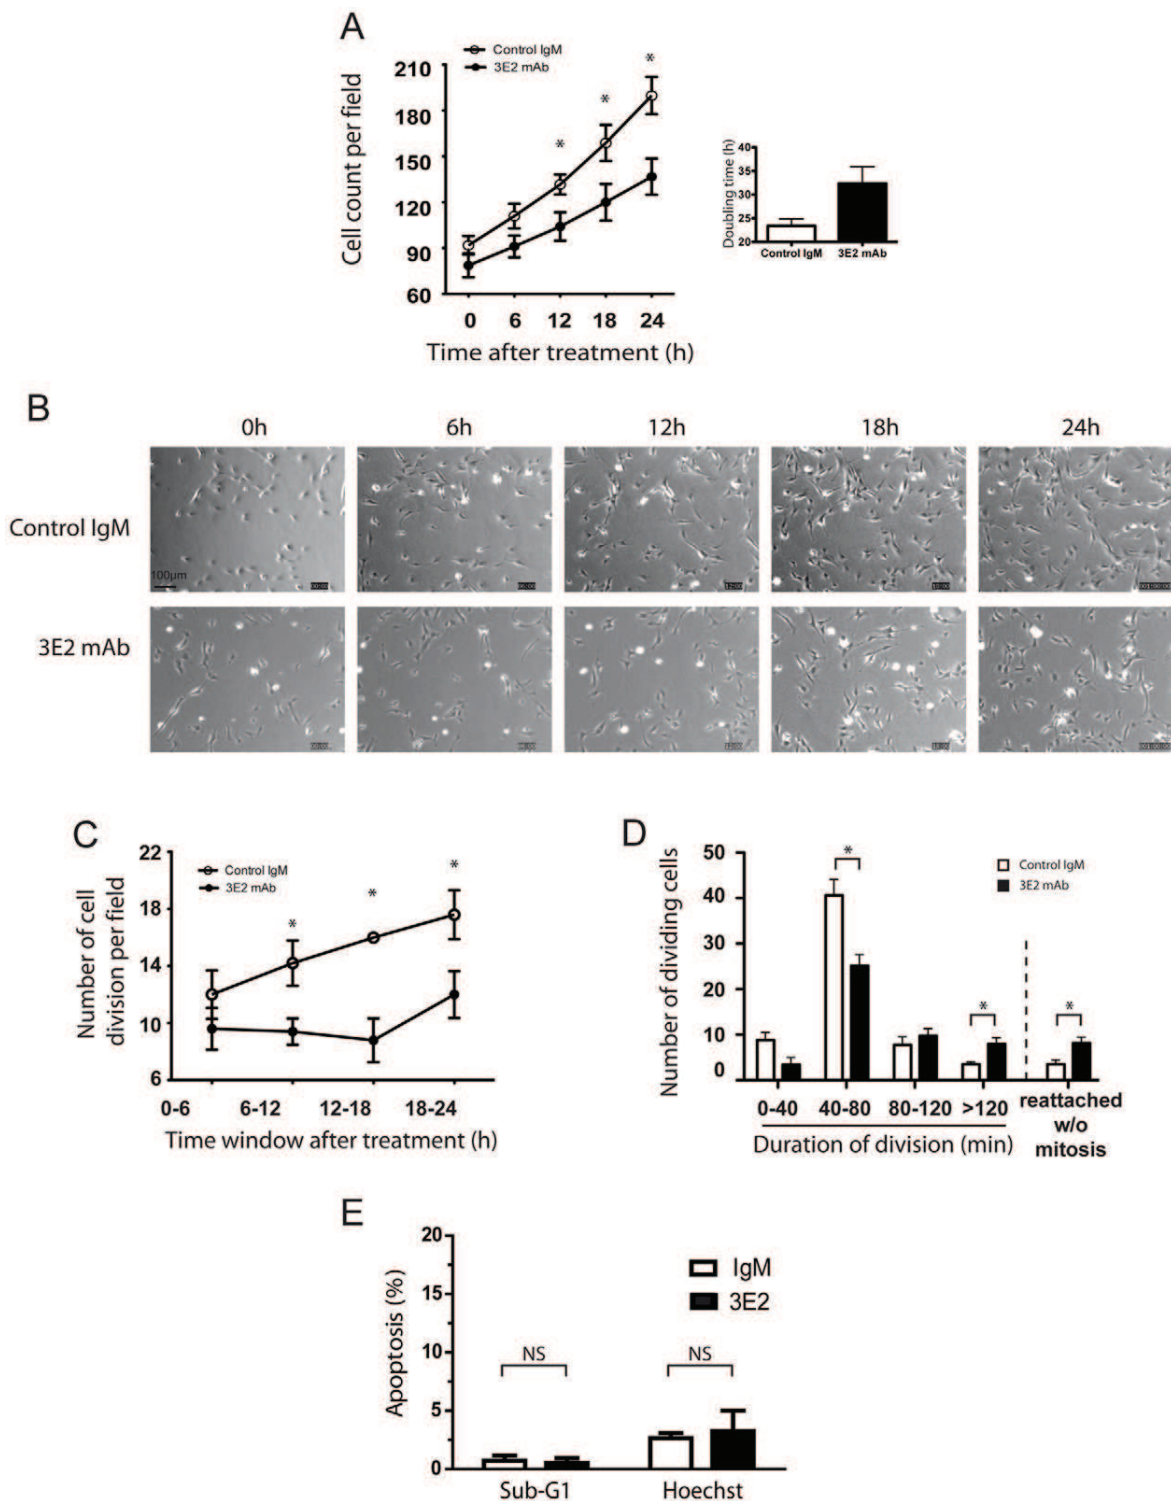 A
Control IgM
3E2 mAb
Cell count per field
210
180
150
120
90
60
* * *
0 6 12 18 24
Time after treatment (h)
Doubling time (h)
40
35
30
25
20
Control IgM 3E2 mAb
B
0h 6h 12h 18h 24h
Control IgM
100μm
3E2 mAb
C
Number of cell
division per field
22
18
14
10
6
Control IgM
3E2 mAb
* * *
0-6 6-12 12-18 18-24
Time window after treatment (h)
D
Number of dividing cells
50
40
30
20
10
0
Control IgM
3E2 mAb
* * *
0-40 40-80 80-120 >120
Duration of division (min)
reattached
w/o
mitosis
E
Apoptosis (%)
20
15
10
5
0
IgM
3E2
NS NS
Sub-G1 Hoechst